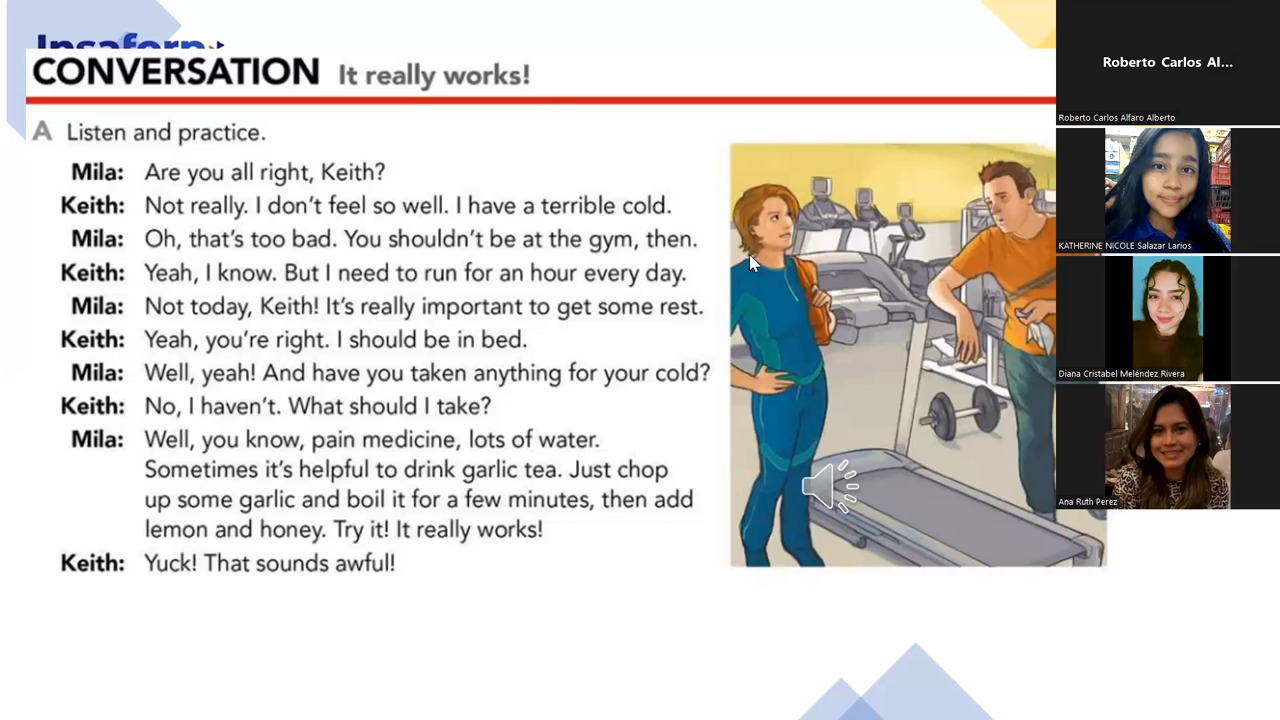 Insaforp
CONVERSATION It really works!
A Listen and practice.
Mila: Are you all right, Keith?
Keith: Not really. I don't feel so well. I have a terrible cold.
Mila: Oh, that's too bad. You shouldn't be at the gym, then.
Keith: Yeah, I know. But I need to run for an hour every day.
Mila: Not today, Keith! It's really important to get some rest.
Keith: Yeah, you're right. I should be in bed.
Mila: Well, yeah! And have you taken anything for your cold?
Keith: No, I haven't. What should I take?
Mila: Well, you know, pain medicine, lots of water.
Sometimes it's helpful to drink garlic tea. Just chop
up some garlic and boil it for a few minutes, then add
lemon and honey. Try it! It really works!
Keith: Yuck! That sounds awful!
Roberto Carlos Al...
Roberto Carlos Alfaro Alberto
KATHERINE NICOLE Salazar Larios
Diana Cristabel Meléndez Rivera
Ana Ruth Perez